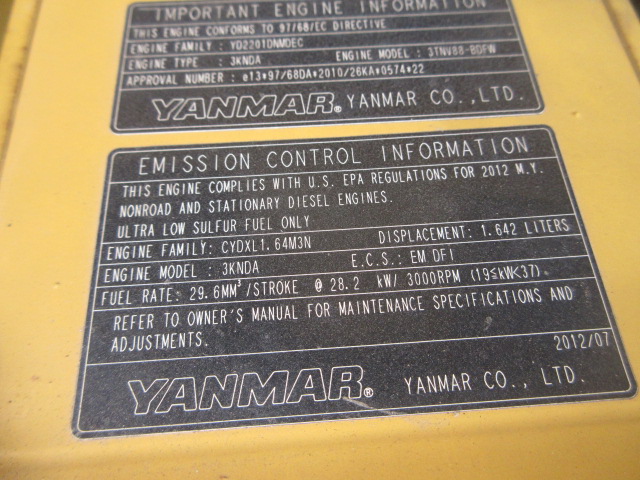 IMPORTANT ENGINE INFORMATION
THIS ENGINE CONFORMS TO 97/68/EC DIRECTIVE
ENGINE FAMILY : YD2201DNMDEC
ENGINE TYPE : 3KNDA ENGINE MODEL : 3TNV88-BDFW
APPROVAL NUMBER : e13*97/68DA*2010/26KA*0574*22
YANMAR® YANMAR CO.,LTD.
EMISSION CONTROL INFORMATION
THIS ENGINE COMPLIES WITH U.S. EPA REGULATIONS FOR 2012 M.Y.
NONROAD AND STATIONARY DIESEL ENGINES.
ULTRA LOW SULFUR FUEL ONLY
ENGINE FAMILY: CYDXL1.64M3N DISPLACEMENT: 1.642 LITERS
ENGINE MODEL : 3KNDA E.C.S.: EM DFI
FUEL RATE: 29.6MM³/STROKE @ 28.2 kW/ 3000RPM (19≦kW<37).
REFER TO OWNER'S MANUAL FOR MAINTENANCE SPECIFICATIONS AND
ADJUSTMENTS.
2012/07
YANMAR® YANMAR CO., LTD.